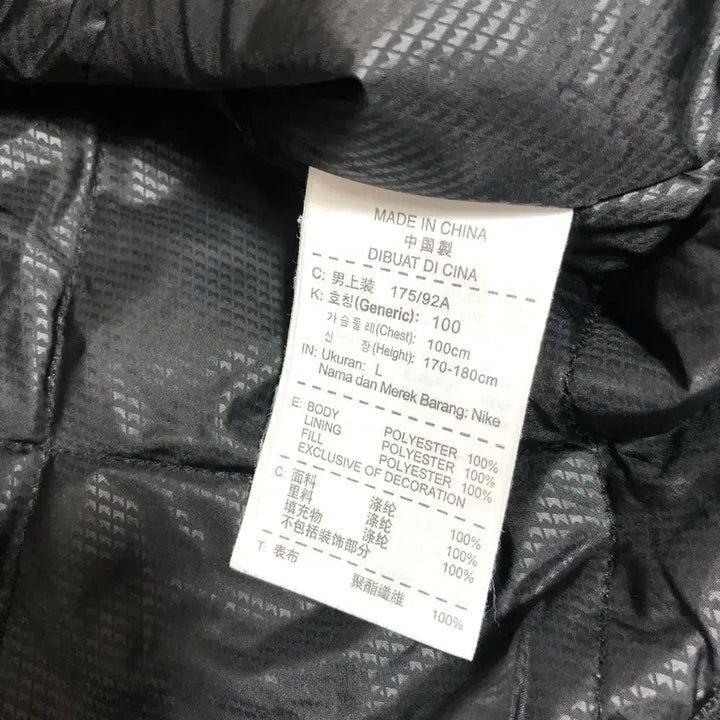 MADE IN CHINA
中国製
DIBUAT DI CINA
C: 男上装 175/92A
K: 호칭(Generic): 100
가슴둘레(Chest): 100cm
신 장(Height): 170-180cm
IN: Ukuran: L
Nama dan Merek Barang: Nike
E: BODY POLYESTER 100%
LINING POLYESTER 100%
FILL POLYESTER 100%
EXCLUSIVE OF DECORATION
C: 面料 涤纶 100%
里料 涤纶 100%
填充物 涤纶 100%
不包括装饰部分
T: 表布 聚酯纖維 100%